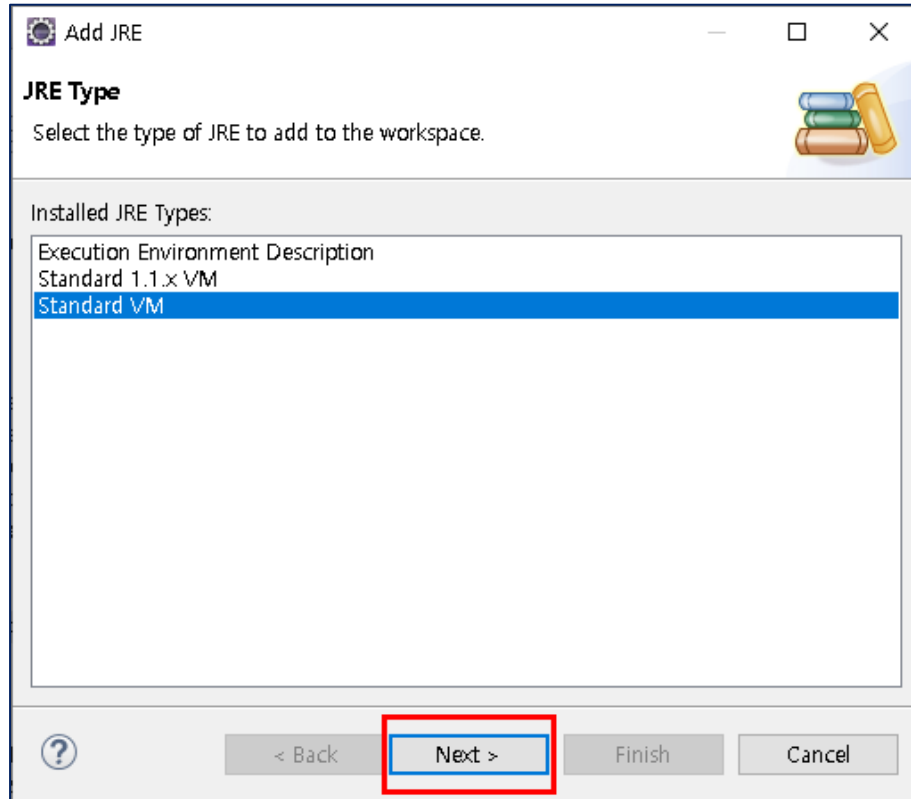 Add JRE
JRE Type
Select the type of JRE to add to the workspace.
Installed JRE Types:
Execution Environment Description
Standard 1.1.x VM
Standard VM
?
< Back Next > Finish Cancel